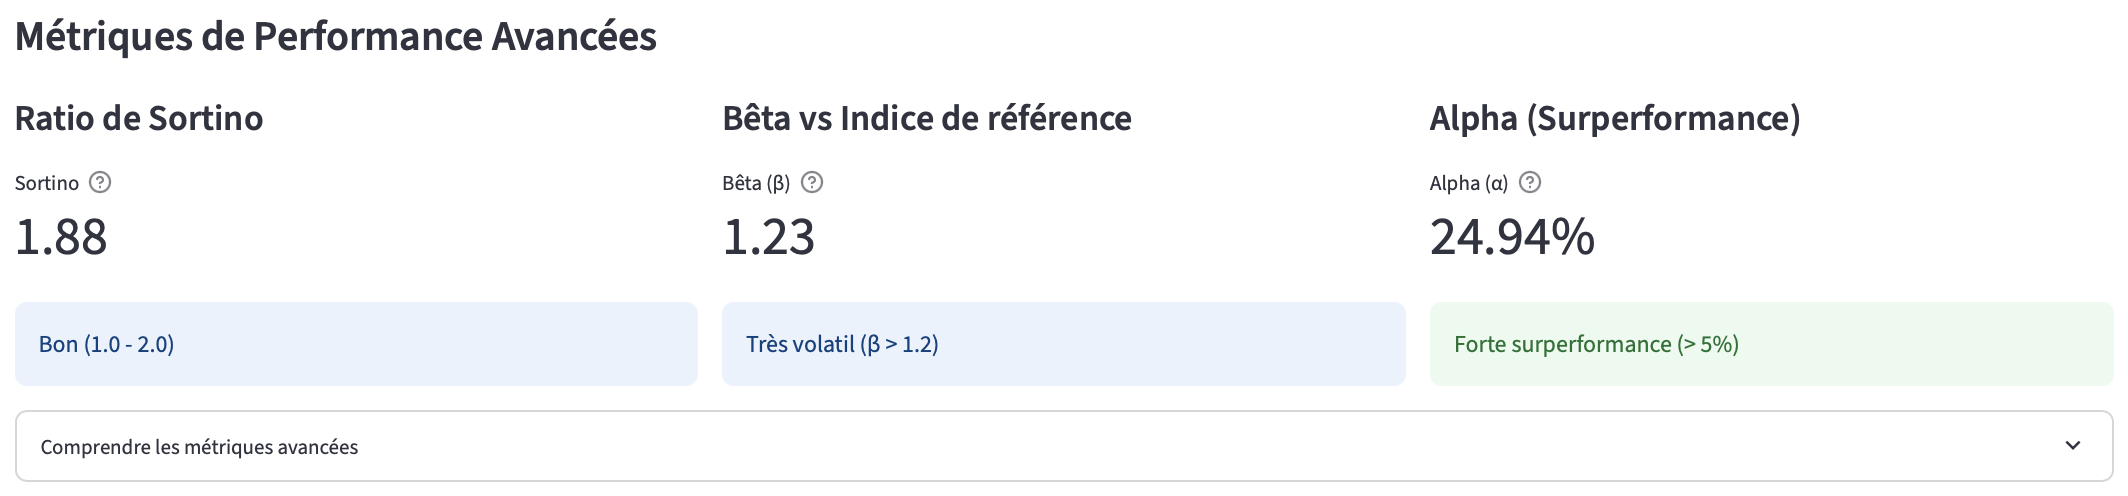 Métriques de Performance Avancées
Ratio de Sortino
Sortino
1.88
Bon (1.0 - 2.0)
Bêta vs Indice de référence
Bêta (β)
1.23
Très volatil (β > 1.2)
Alpha (Surperformance)
Alpha (α)
24.94%
Forte surperformance (> 5%)
Comprendre les métriques avancées